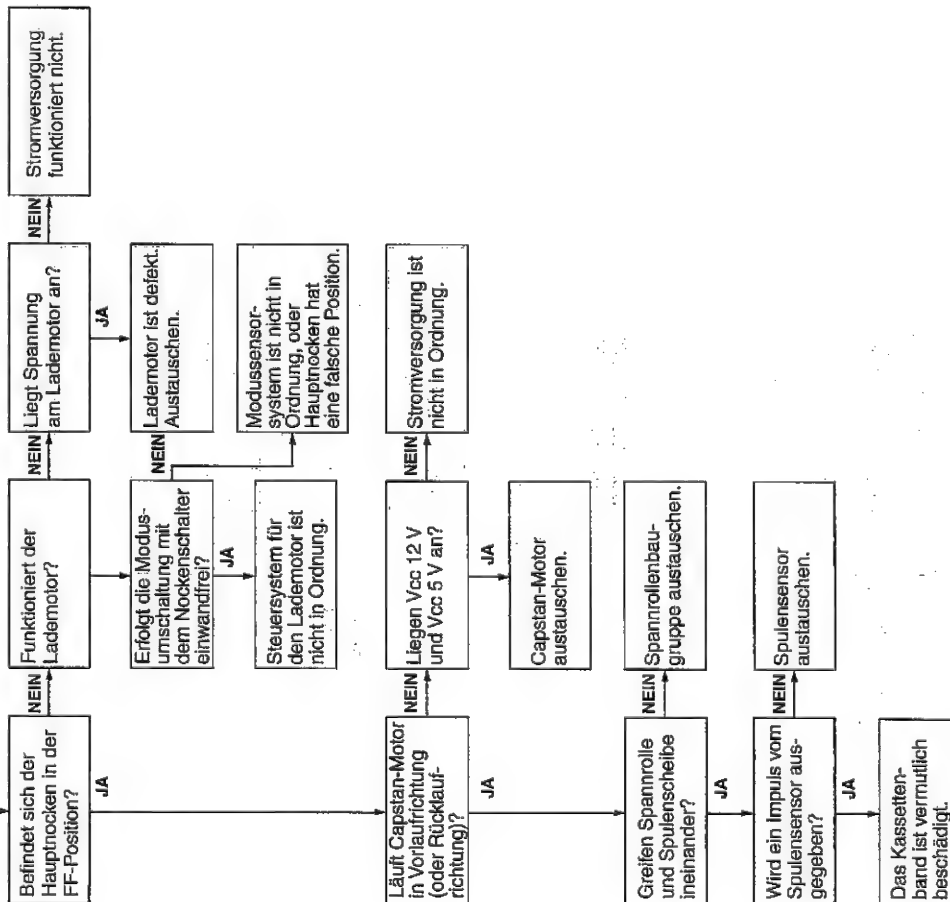 Befindet sich der
Hauptnocken in der
FF-Position?
NEIN
Funktioniert der
Lademotor?
NEIN
Liegt Spannung
am Lademotor an?
NEIN
Stromversorgung
funktioniert nicht.
JA
JA
Erfolgt die Modus-
umschaltung mit
dem Nockenschalter
einwandfrei?
NEIN
Lademotor ist defekt.
Austauschen.
JA
Modussensor-
system ist nicht in
Ordnung, oder
Hauptnocken hat
eine falsche Position.
Steuersystem für
den Lademotor ist
nicht in Ordnung.
Läuft Capstan-Motor
in Vorlaufrichtung
(oder Rücklauf-
richtung)?
NEIN
Liegen Vcc 12 V
und Vcc 5 V an?
NEIN
Stromversorgung ist
nicht in Ordnung.
JA
JA
Capstan-Motor
austauschen.
Greifen Spannrolle
und Spulenscheibe
ineinander?
NEIN
Spannrollenbau-
gruppe austauschen.
JA
Wird ein Impuls vom
Spulensensor aus-
gegeben?
NEIN
Spulensensor
austauschen.
JA
Das Kassetten-
band ist vermutlich
beschädigt.